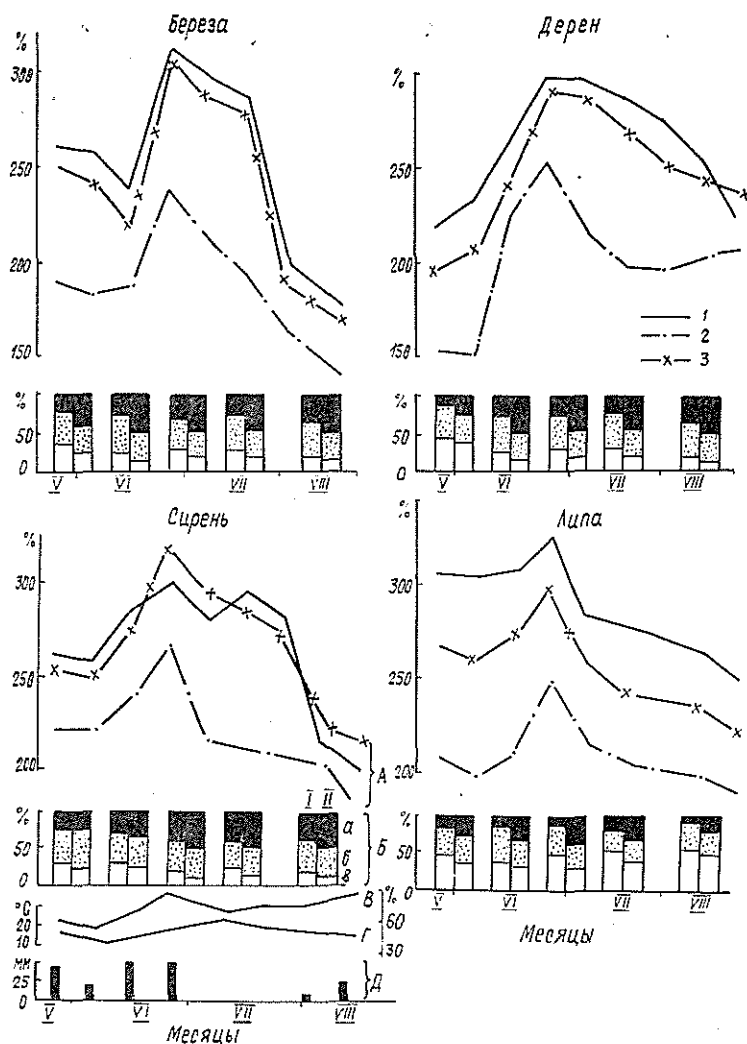 Береза
Дерен
%
300
250
200
150
%
300
250
200
150
1
2
3
%
50
0
V
VI
VII
VIII
%
50
0
V
VI
VII
VIII
Сирень
Липа
%
300
250
200
А
I II
%
300
250
200
%
50
0
а
б
в
Б
%
50
0
V
VI
VII
VIII
Месяцы
°C
20
10
В
Г
%
60
30
мм
25
0
Д
V
VI
VII
VIII
Месяцы